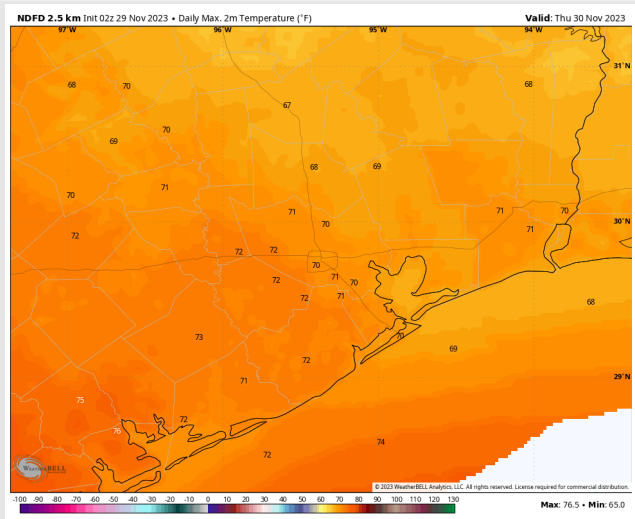 NDFD 2.5 km Init 02z 29 Nov 2023 • Daily Max. 2m Temperature (°F)
Valid: Thu 30 Nov 2023
97°W 96°W 95°W 94°W
31°N
68 70 68
67
70
69
68 69
71
70
71 71 70
70 71
72
72 72
70
71 70
72
72 71
68
70
73
69
72
71
29°N
75
72
76
74
72
30°N
WEATHERBELL
© 2023 WeatherBELL Analytics, LLC. All rights reserved. License required for commercial distribution.
-100 -90 -80 -70 -60 -50 -40 -30 -20 -10 0 10 20 30 40 50 60 70 80 90 100 110 120 130
Max: 76.5 • Min: 65.0